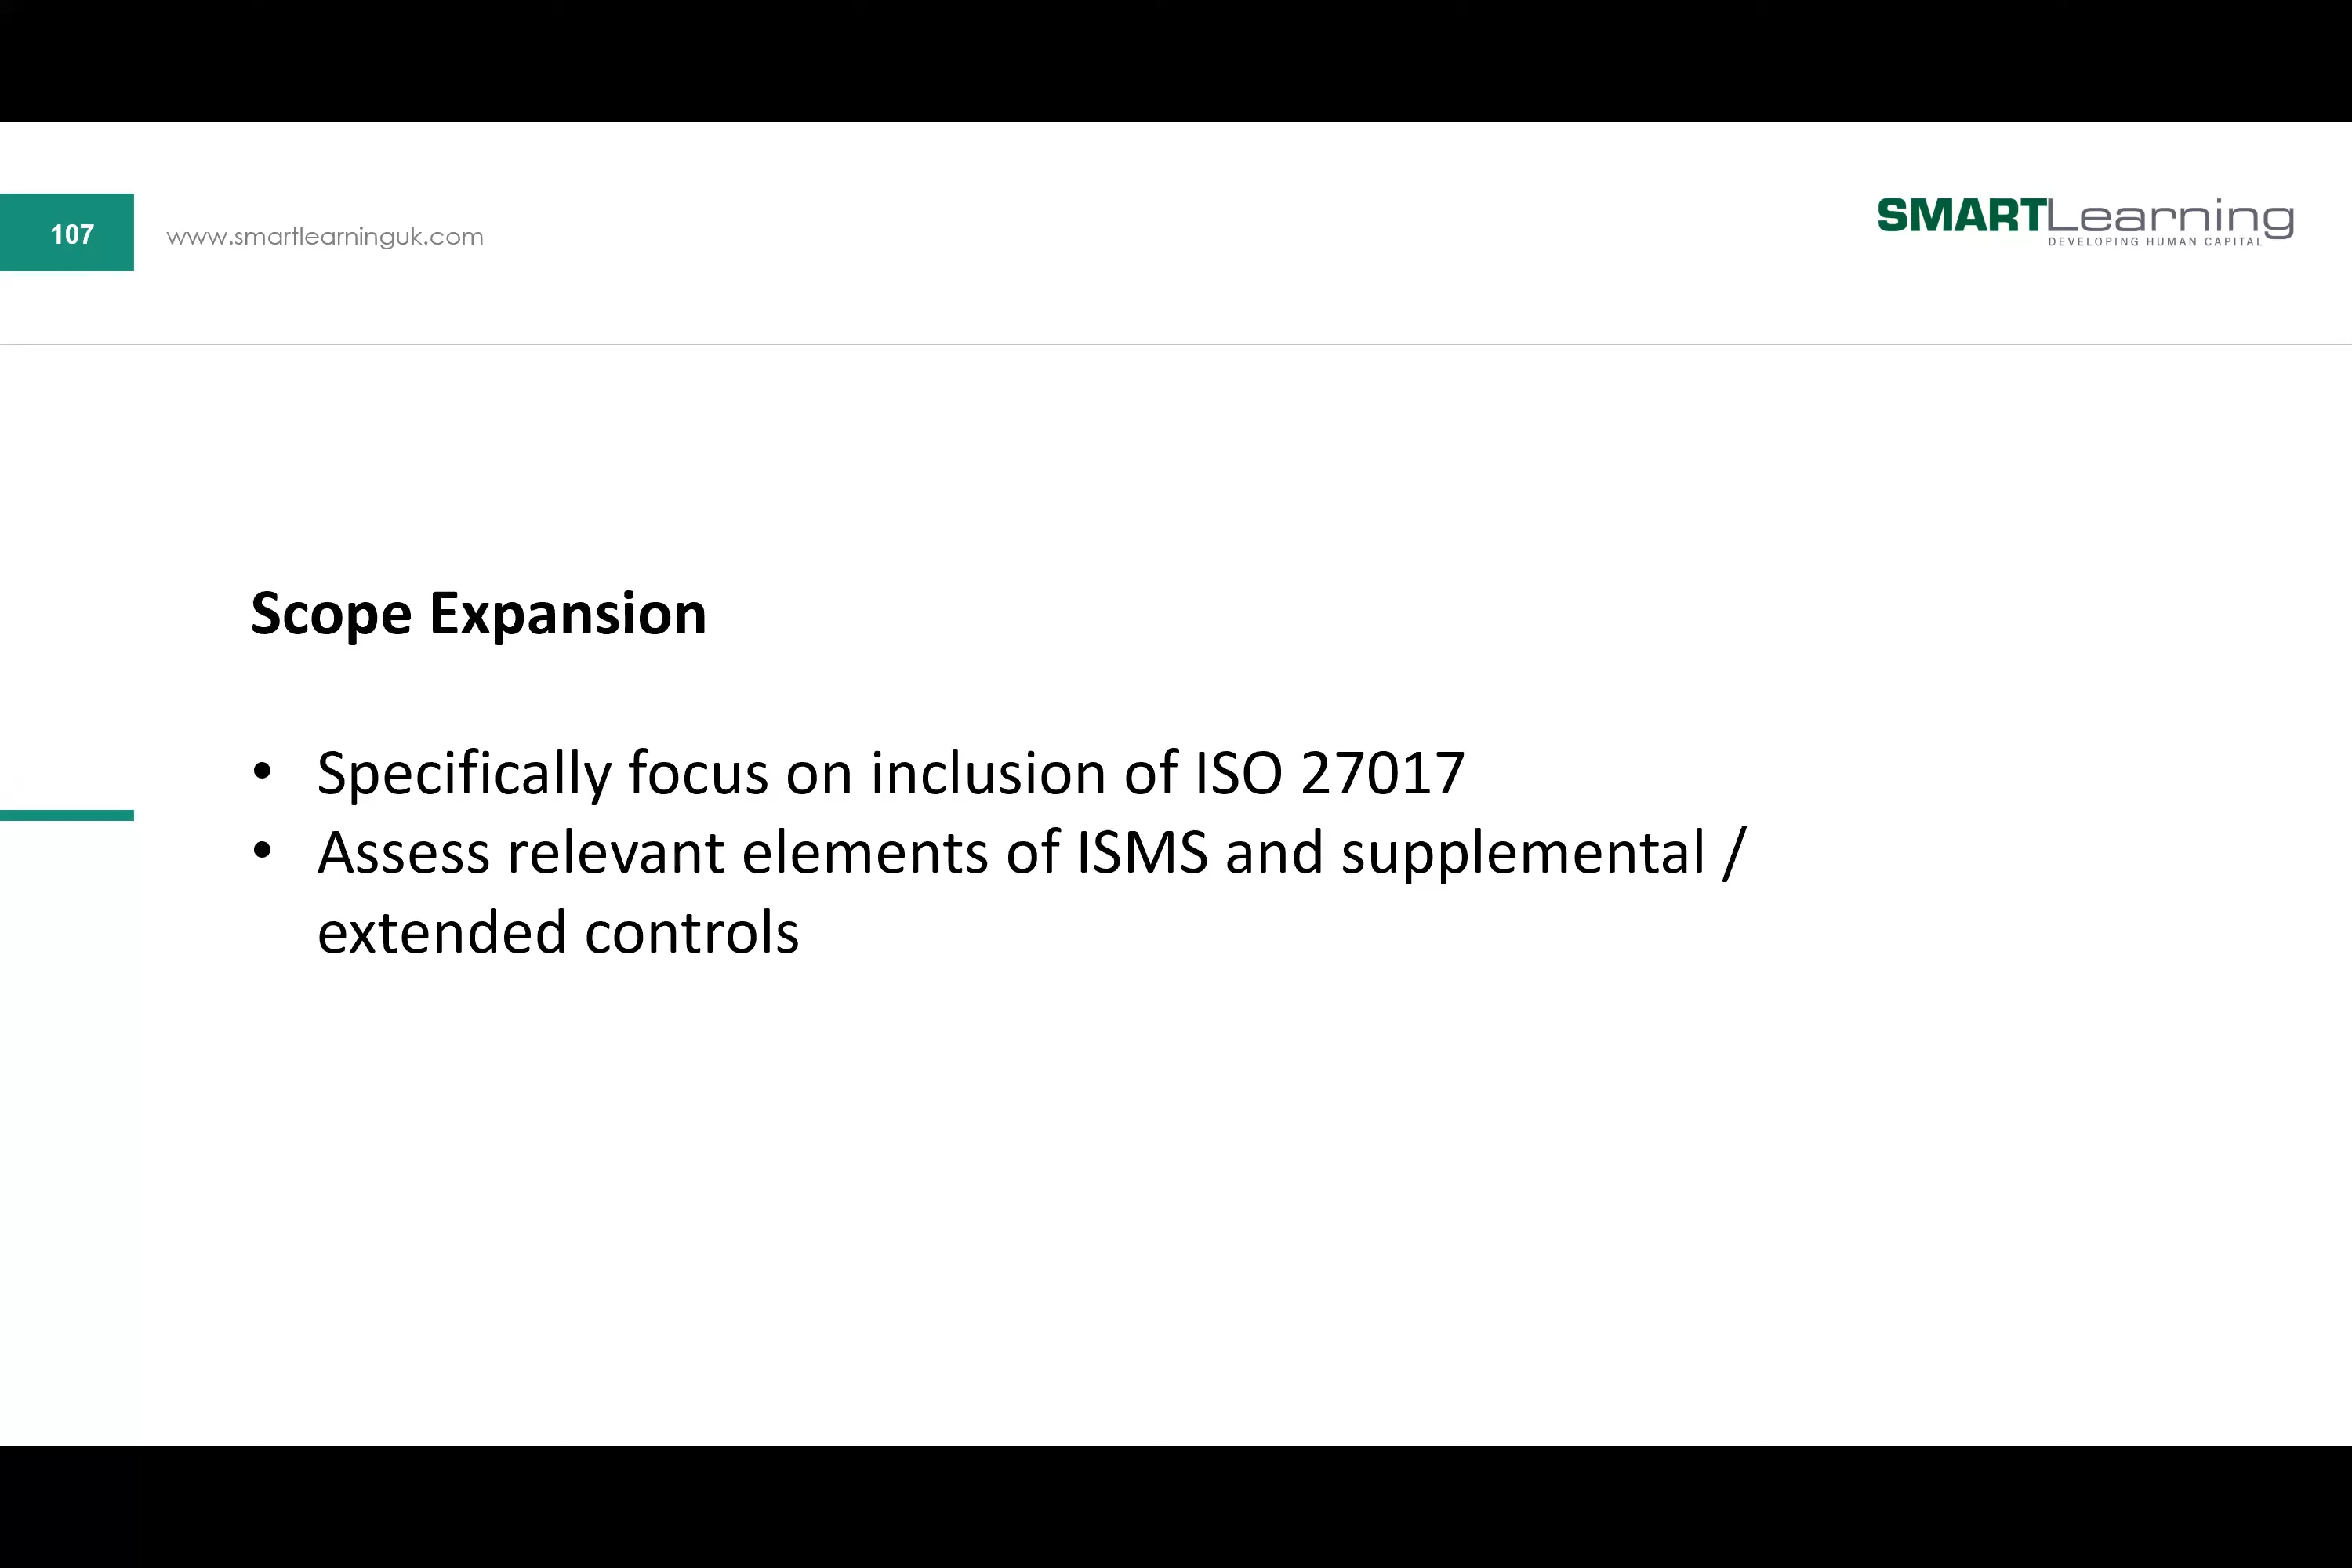 107
www.smartlearninguk.com
SMARTLearning
DEVELOPING HUMAN CAPITAL
Scope Expansion
• Specifically focus on inclusion of ISO 27017
• Assess relevant elements of ISMS and supplemental /
extended controls